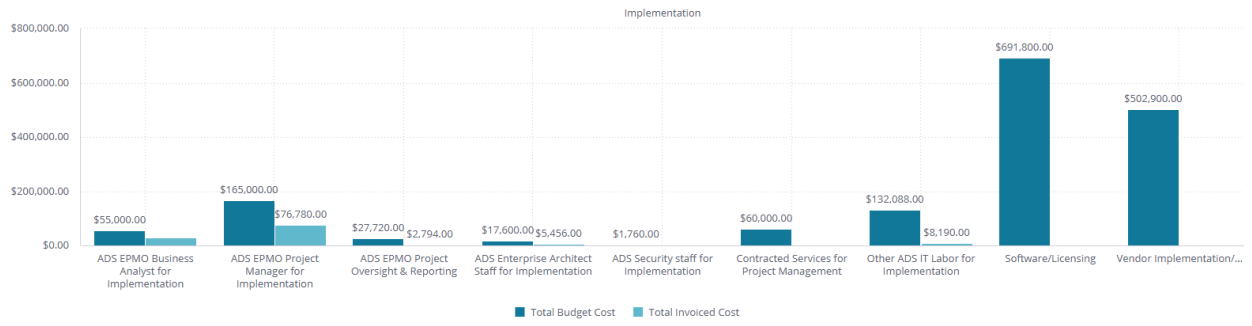 Implementation
$800,000.00
$600,000.00
$400,000.00
$200,000.00
$0.00
$55,000.00
$165,000.00
$76,780.00
$27,720.00
$2,794.00
$17,600.00
$5,456.00
$1,760.00
$60,000.00
$132,088.00
$8,190.00
$691,800.00
$502,900.00
ADS EPMO Business
Analyst for
Implementation
ADS EPMO Project
Manager for
Implementation
ADS EPMO Project
Oversight & Reporting
ADS Enterprise Architect
Staff for Implementation
ADS Security staff for
Implementation
Contracted Services for
Project Management
Other ADS IT Labor for
Implementation
Software/Licensing
Vendor Implementation/...
Total Budget Cost
Total Invoiced Cost